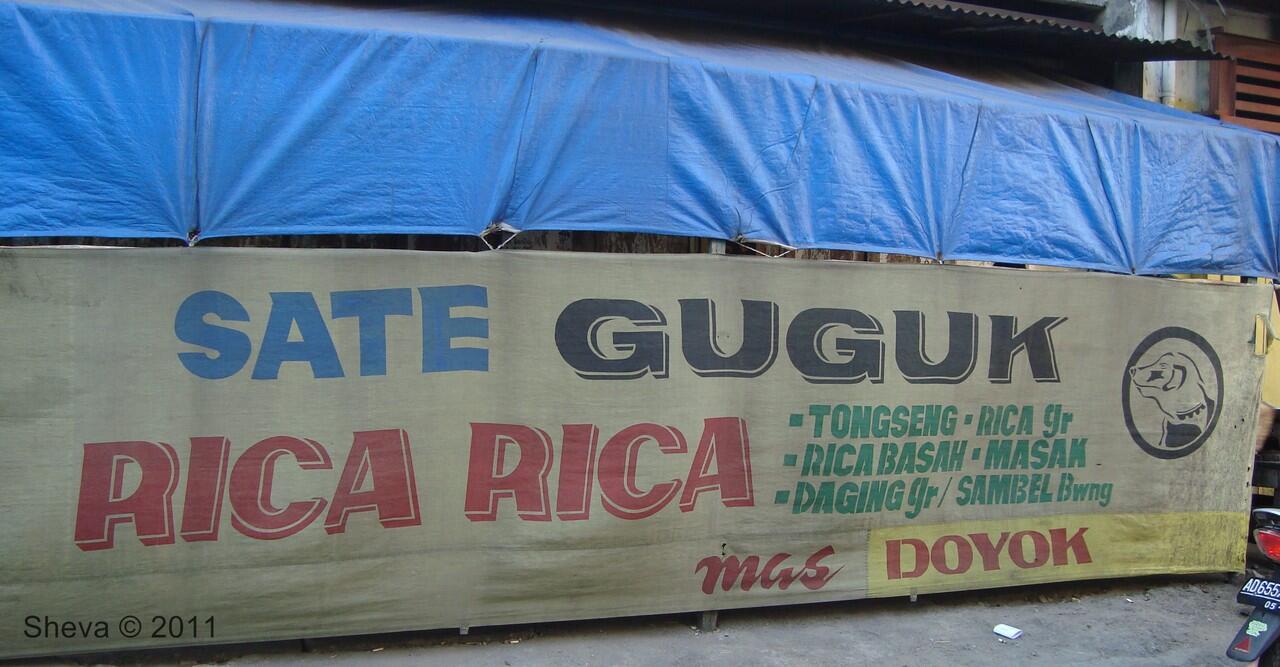 SATE GUGUK
RICA RICA
▪ TONGSENG ▪ RICA gr
▪ RICA BASAH ▪ MASAK
▪ DAGING gr / SAMBEL Bwng
mas DOYOK
Sheva © 2011